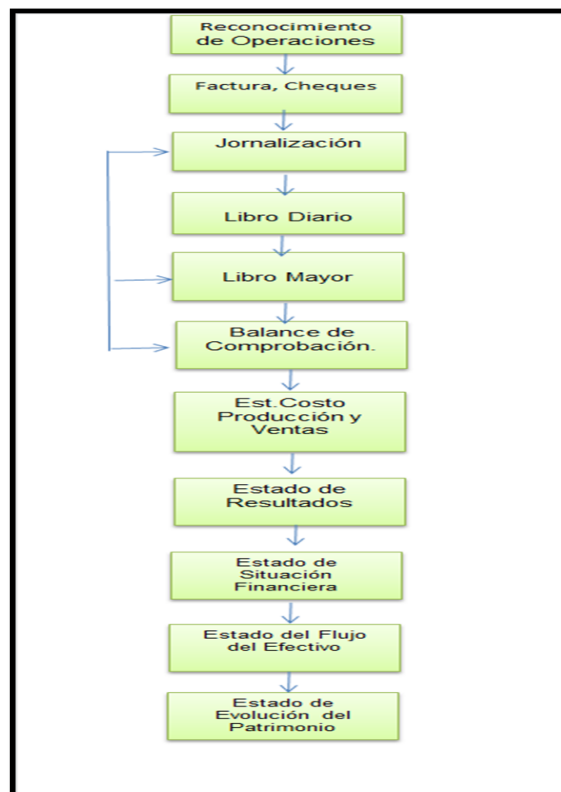 Reconocimiento
de Operaciones
Factura, Cheques
Jornalización
Libro Diario
Libro Mayor
Balance de
Comprobación.
Est.Costo
Producción y
Ventas
Estado de
Resultados
Estado de
Situación
Financiera
Estado del Flujo
del Efectivo
Estado de
Evolución del
Patrimonio